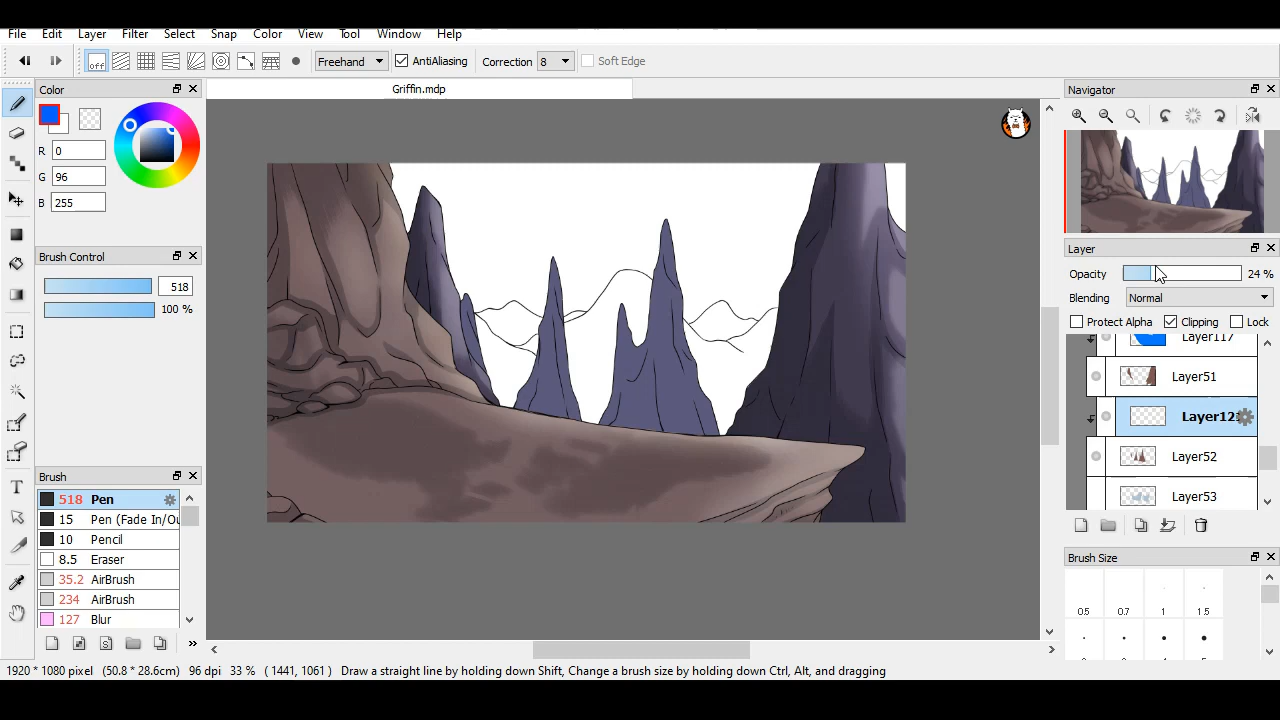 File Edit Layer Filter Select Snap Color View Tool Window Help
off Freehand AntiAliasing Correction 8 Soft Edge
Color
Griffin.mdp
Navigator
R 0
G 96
B 255
Brush Control
518
100 %
Layer
Opacity 24 %
Blending Normal
Protect Alpha Clipping Lock
Layer117
Layer51
Layer52
Layer53
Brush
518 Pen
15 Pen (Fade In/Ou
10 Pencil
8.5 Eraser
35.2 AirBrush
234 AirBrush
127 Blur
Brush Size
0.5 0.7 1 1.5
1920 * 1080 pixel (50.8 * 28.6cm) 96 dpi 33 % ( 1441, 1061 ) Draw a straight line by holding down Shift, Change a brush size by holding down Ctrl, Alt, and dragging